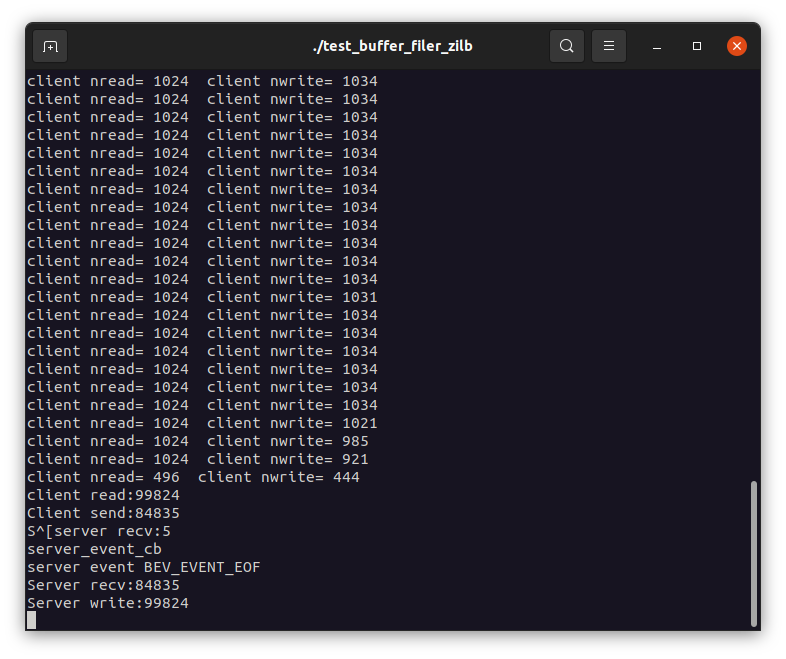 ./test_buffer_filer_zilb
client nread= 1024  client nwrite= 1034
client nread= 1024  client nwrite= 1034
client nread= 1024  client nwrite= 1034
client nread= 1024  client nwrite= 1034
client nread= 1024  client nwrite= 1034
client nread= 1024  client nwrite= 1034
client nread= 1024  client nwrite= 1034
client nread= 1024  client nwrite= 1034
client nread= 1024  client nwrite= 1034
client nread= 1024  client nwrite= 1034
client nread= 1024  client nwrite= 1034
client nread= 1024  client nwrite= 1034
client nread= 1024  client nwrite= 1031
client nread= 1024  client nwrite= 1034
client nread= 1024  client nwrite= 1034
client nread= 1024  client nwrite= 1034
client nread= 1024  client nwrite= 1034
client nread= 1024  client nwrite= 1034
client nread= 1024  client nwrite= 1034
client nread= 1024  client nwrite= 1021
client nread= 1024  client nwrite= 985
client nread= 1024  client nwrite= 921
client nread= 496  client nwrite= 444
client read:99824
Client send:84835
S^[server recv:5
server_event_cb
server event BEV_EVENT_EOF
Server recv:84835
Server write:99824